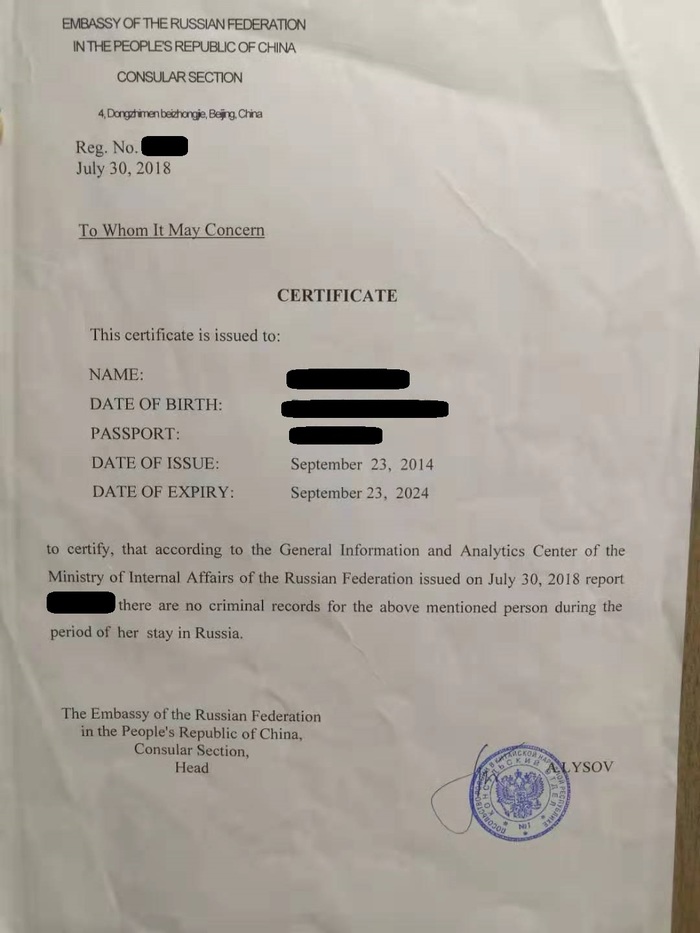 EMBASSY OF THE RUSSIAN FEDERATION
IN THE PEOPLE'S REPUBLIC OF CHINA
CONSULAR SECTION
4, Dongzhimen beizhongjie, Beijing, China
Reg. No.
July 30, 2018
To Whom It May Concern
CERTIFICATE
This certificate is issued to:
NAME:
DATE OF BIRTH:
PASSPORT:
DATE OF ISSUE: September 23, 2014
DATE OF EXPIRY: September 23, 2024
to certify, that according to the General Information and Analytics Center of the
Ministry of Internal Affairs of the Russian Federation issued on July 30, 2018 report
there are no criminal records for the above mentioned person during the
period of her stay in Russia.
The Embassy of the Russian Federation
in the People's Republic of China,
Consular Section,
Head
A.LYSOV
КОНСУЛЬСКИЙ ОТДЕЛ
№1